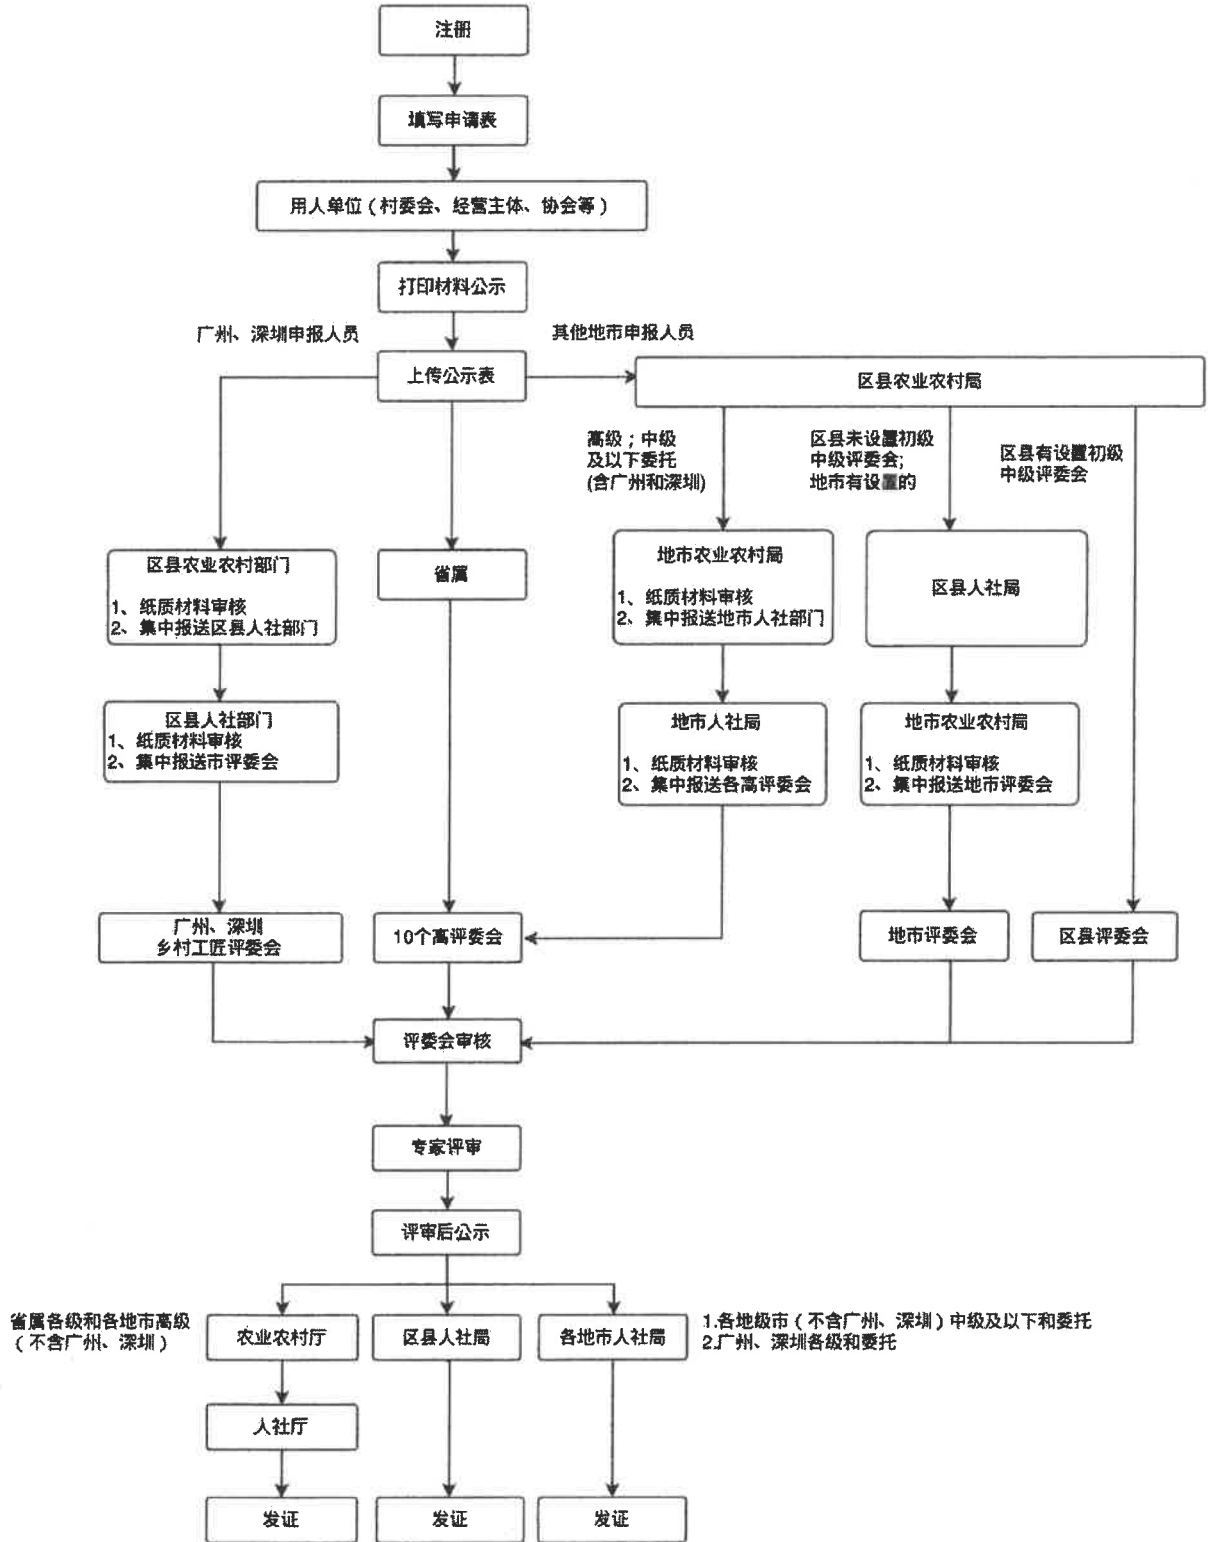 注册
填写申请表
用人单位（村委会、经营主体、协会等）
打印材料公示
广州、深圳申报人员
其他地市申报人员
上传公示表
区县农业农村局
高级；中级
及以下委托
(含广州和深圳)
区县未设置初级
中级评委会;
地市有设置的
区县有设置初级
中级评委会
区县农业农村部门
1、纸质材料审核
2、集中报送区县人社部门
省属
地市农业农村局
1、纸质材料审核
2、集中报送地市人社部门
区县人社局
区县人社部门
1、纸质材料审核
2、集中报送市评委会
地市人社局
1、纸质材料审核
2、集中报送各高评委会
地市农业农村局
1、纸质材料审核
2、集中报送地市评委会
广州、深圳
乡村工匠评委会
10个高评委会
地市评委会
区县评委会
评委会审核
专家评审
评审后公示
省属各级和各地市高级
（不含广州、深圳）
农业农村厅
区县人社局
各地市人社局
1.各地级市（不含广州、深圳）中级及以下和委托
2.广州、深圳各级和委托
人社厅
发证
发证
发证